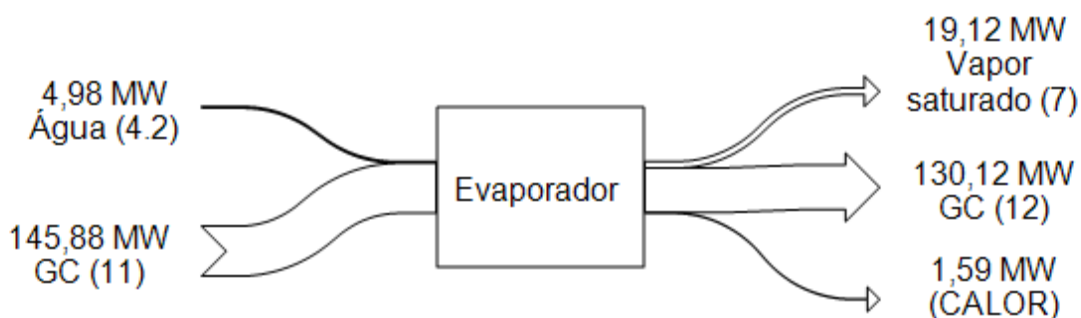 4,98 MW
Água (4.2)
145,88 MW
GC (11)
Evaporador
19,12 MW
Vapor
saturado (7)
130,12 MW
GC (12)
1,59 MW
(CALOR)